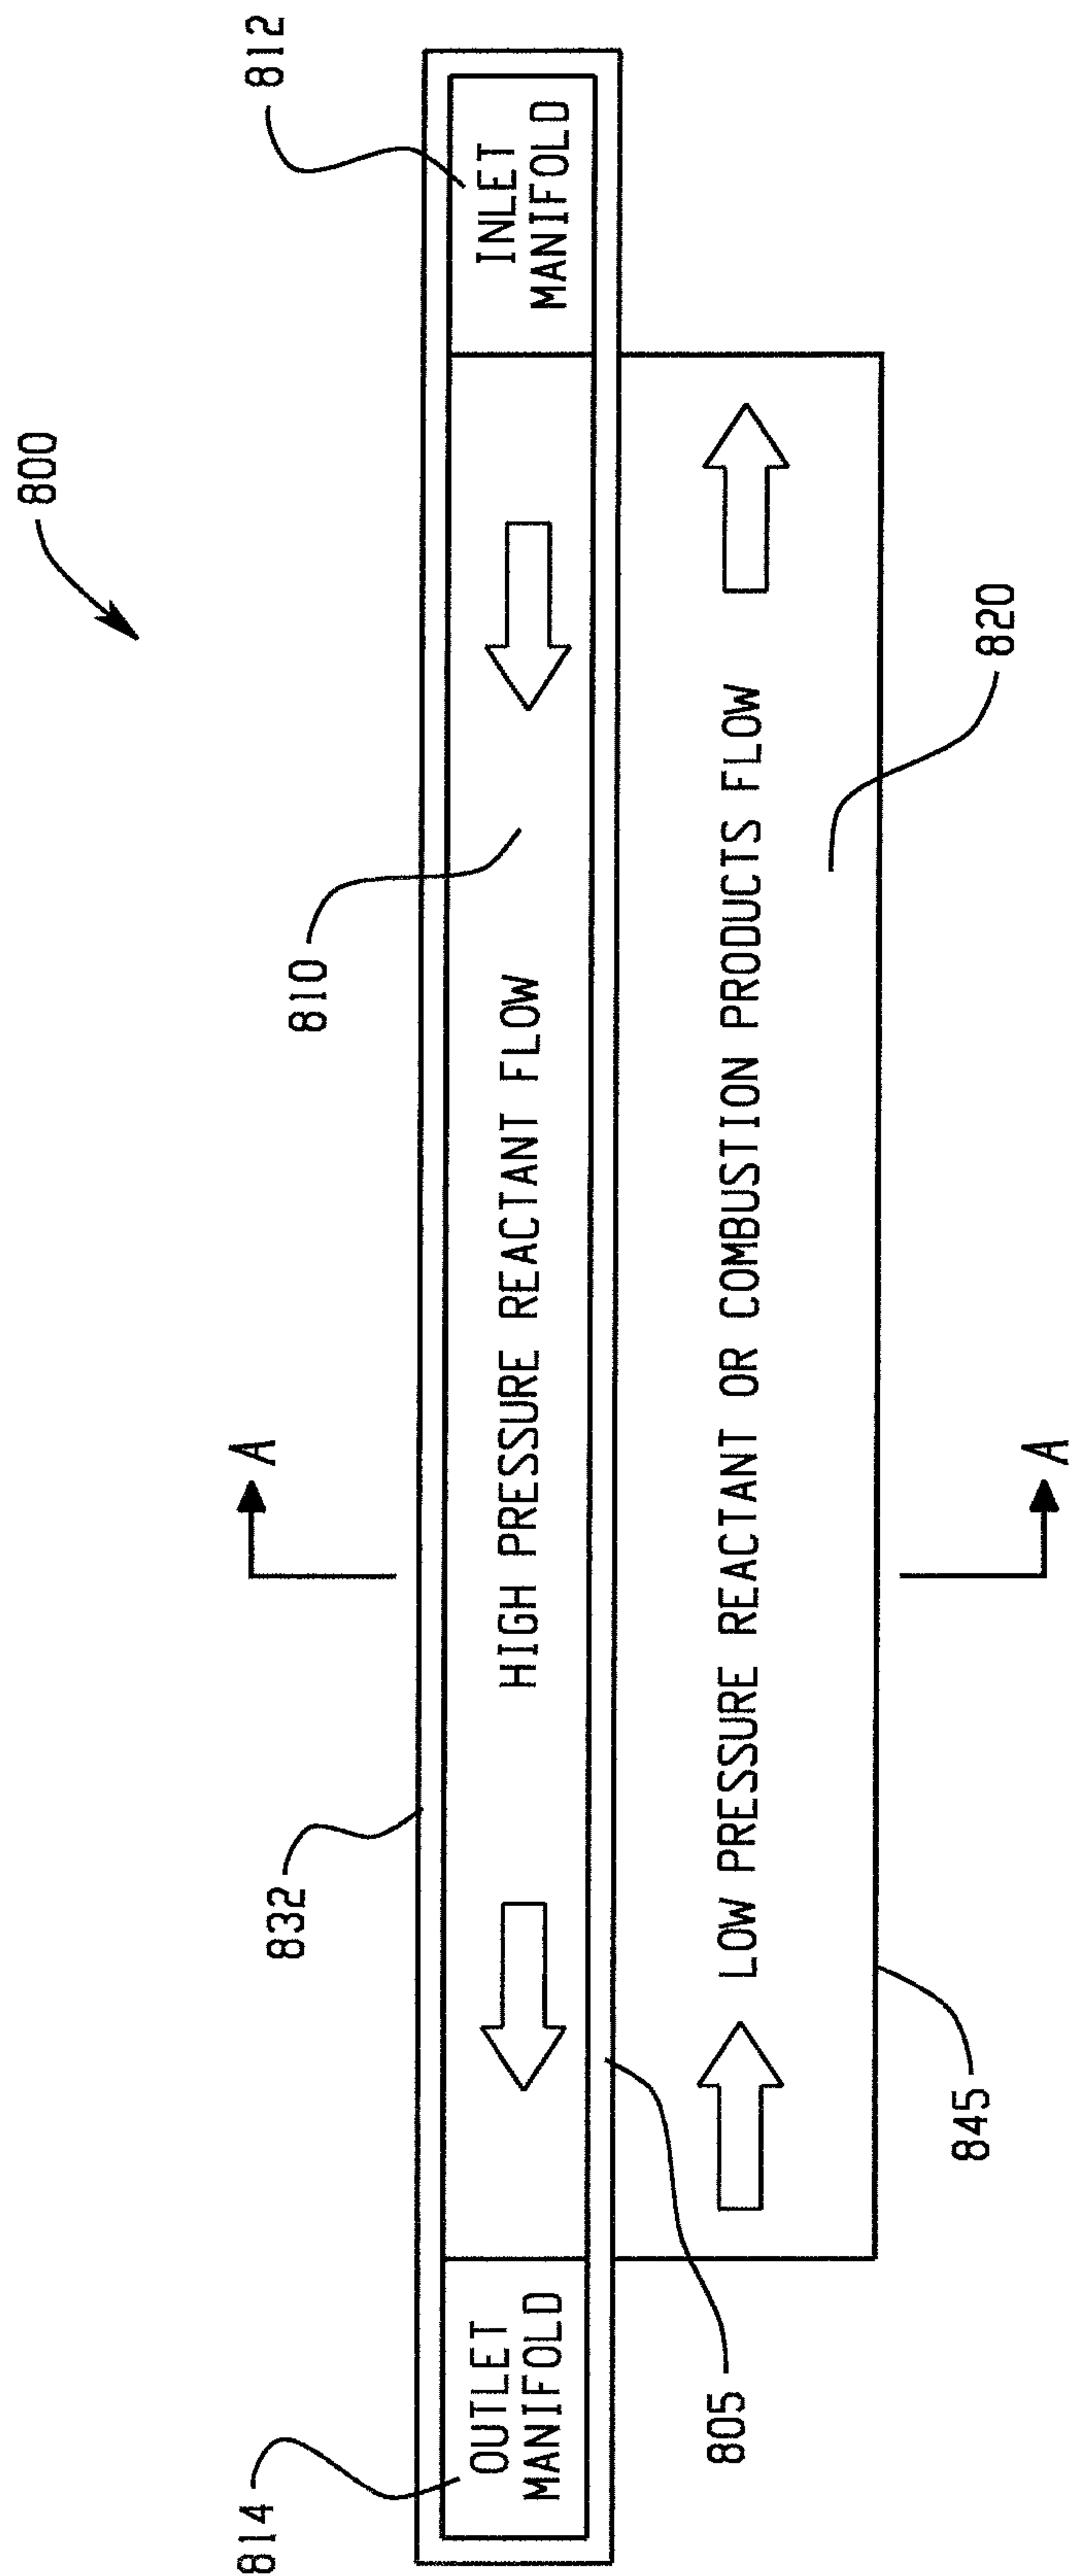 800
812
INLET
MANIFOLD
810
HIGH PRESSURE REACTANT FLOW
832
OUTLET
MANIFOLD
814
A
A
LOW PRESSURE REACTANT OR COMBUSTION PRODUCTS FLOW
820
845
805